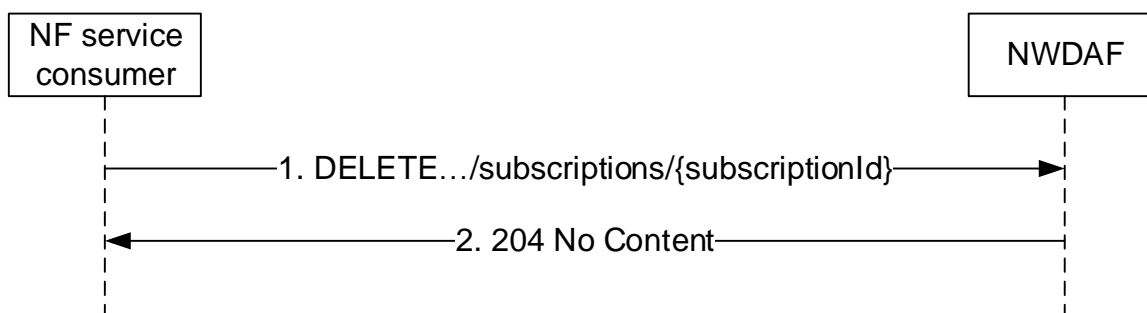 NF service
consumer
NWDAF
1. DELETE…/subscriptions/{subscriptionId}
2. 204 No Content